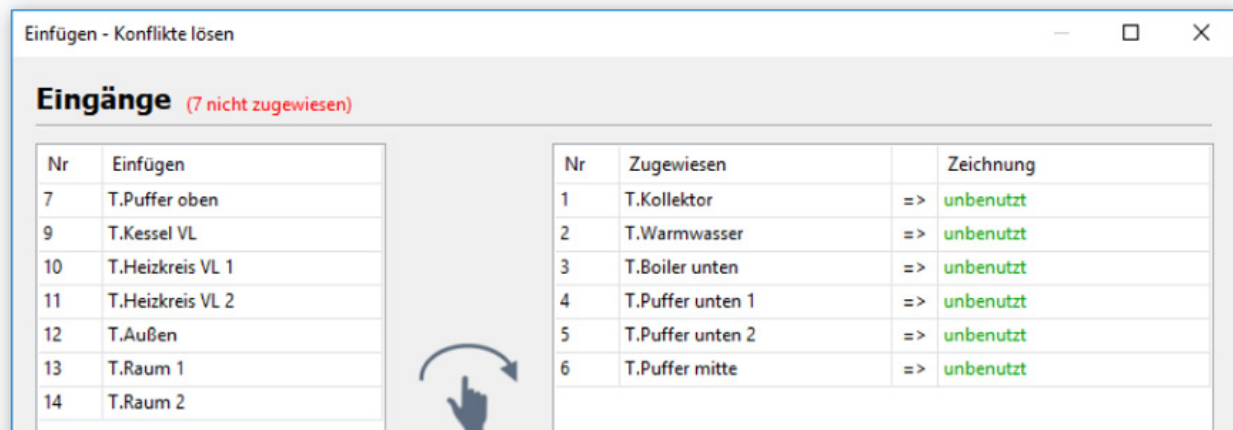 Einfügen - Konflikte lösen
Eingänge (7 nicht zugewiesen)
Nr Einfügen
7 T.Puffer oben
9 T.Kessel VL
10 T.Heizkreis VL 1
11 T.Heizkreis VL 2
12 T.Außen
13 T.Raum 1
14 T.Raum 2
Nr Zugewiesen Zeichnung
1 T.Kollektor => unbenutzt
2 T.Warmwasser => unbenutzt
3 T.Boiler unten => unbenutzt
4 T.Puffer unten 1 => unbenutzt
5 T.Puffer unten 2 => unbenutzt
6 T.Puffer mitte => unbenutzt